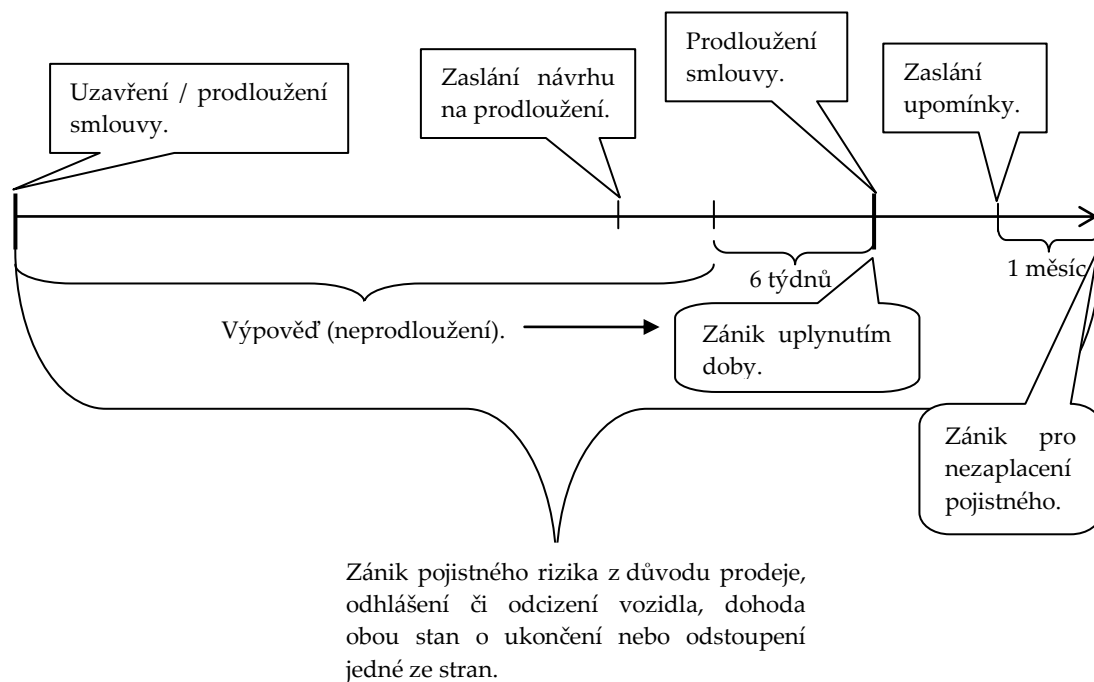 Uzavření / prodloužení
smlouvy.
Zaslání návrhu
na prodloužení.
Prodloužení
smlouvy.
Zaslání
upomínky.
6 týdnů
1 měsíc
Výpověď (neprodloužení).
Zánik uplynutím
doby.
Zánik pro
nezaplacení
pojistného.
Zánik pojistného rizika z důvodu prodeje,
odhlášení či odcizení vozidla, dohoda
obou stan o ukončení nebo odstoupení
jedné ze stran.